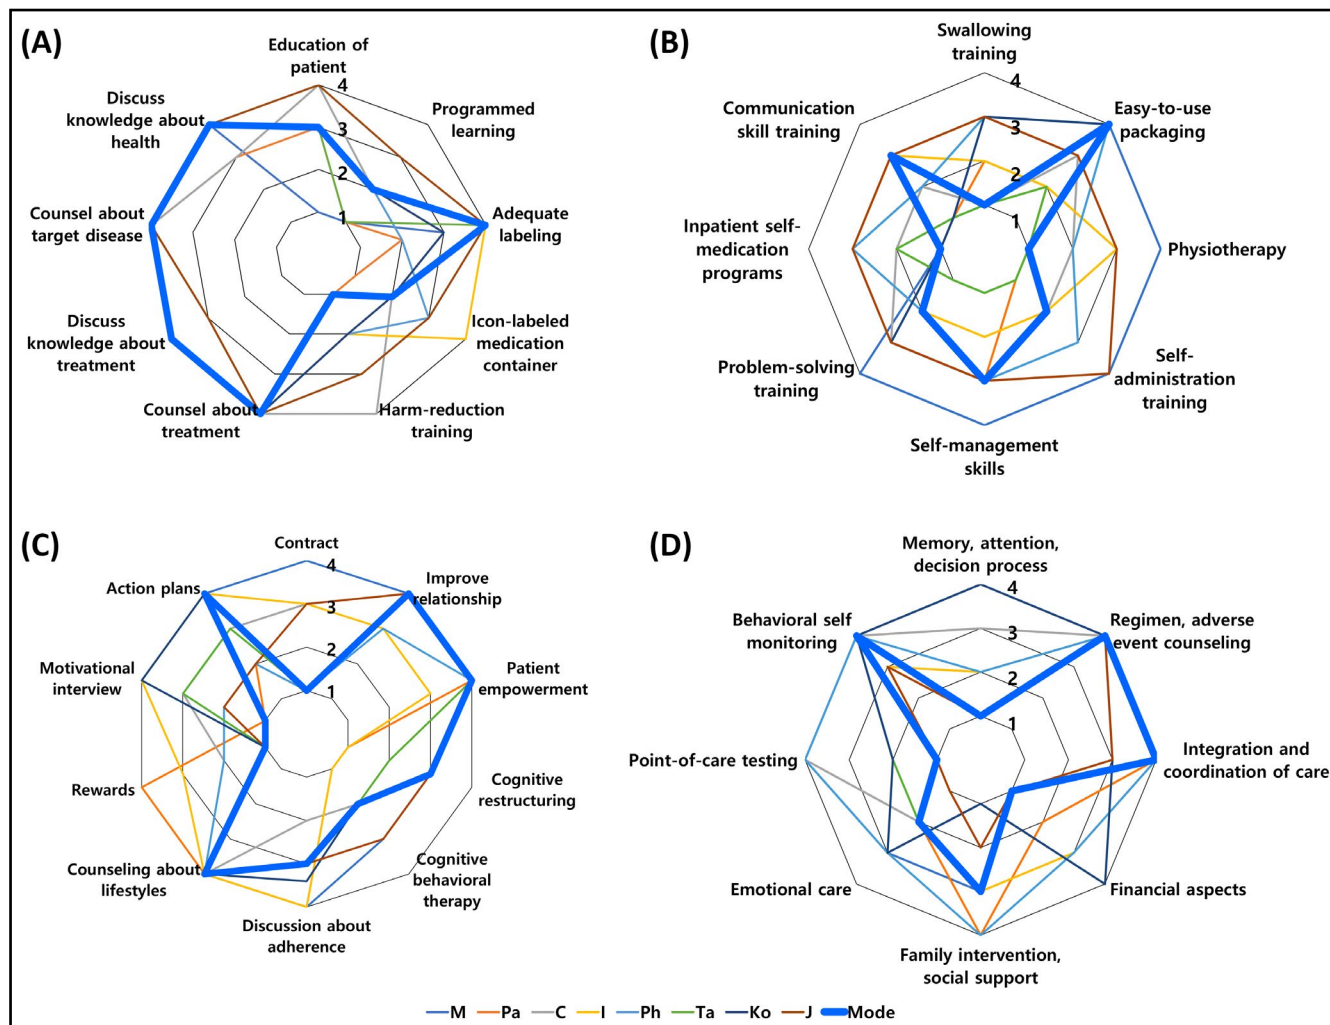 (A)
Education of
patient
Programmed
learning
Adequate
labeling
Icon-labeled
medication
container
Harm-reduction
training
Counsel about
treatment
Discuss
knowledge about
treatment
Counsel about
target disease
Discuss
knowledge about
health
4
3
2
1
(B)
Swallowing
training
Easy-to-use
packaging
Physiotherapy
Self-
administration
training
Self-management
skills
Problem-solving
training
Inpatient self-
medication
programs
Communication
skill training
4
3
2
1
(C)
Contract
Improve
relationship
Patient
empowerment
Cognitive
restructuring
Cognitive
behavioral
therapy
Discussion about
adherence
Counseling about
lifestyles
Rewards
Motivational
interview
Action plans
4
3
2
1
(D)
Memory, attention,
decision process
Regimen, adverse
event counseling
Integration and
coordination of care
Financial aspects
Family intervention,
social support
Emotional care
Point-of-care testing
Behavioral self
monitoring
4
3
2
1
M Pa C I Ph Ta Ko J Mode